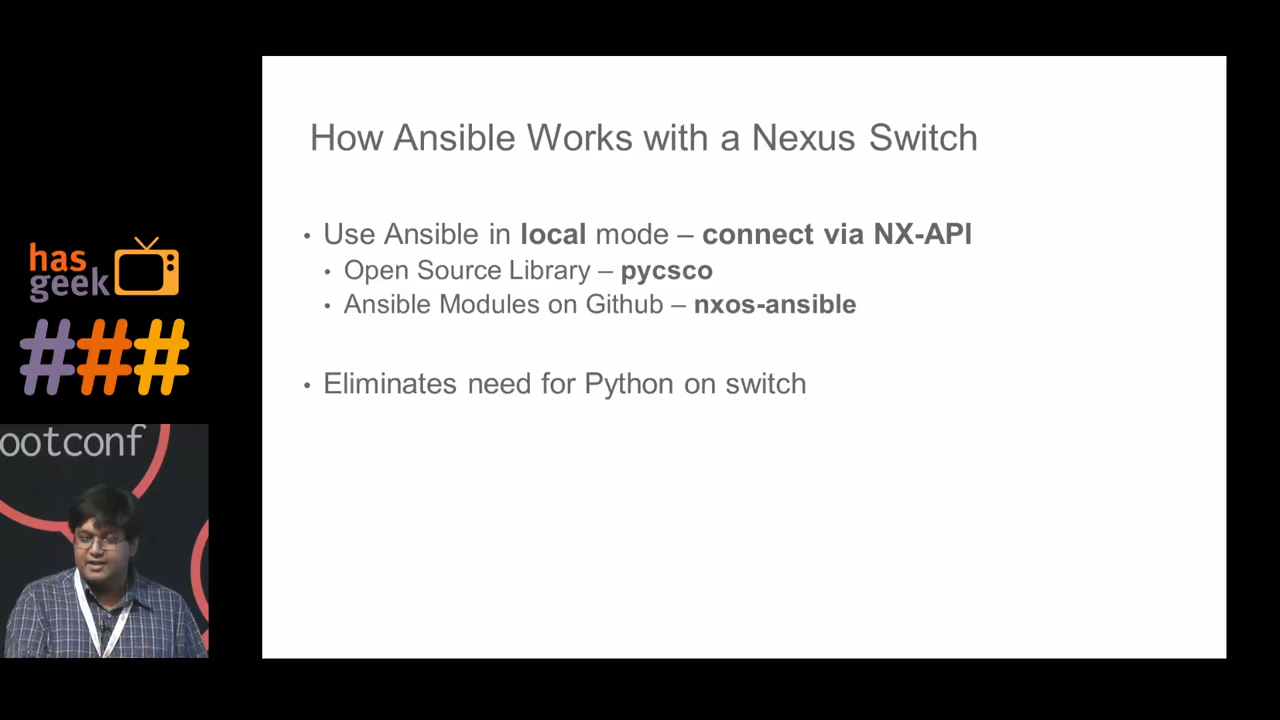 How Ansible Works with a Nexus Switch
• Use Ansible in local mode – connect via NX-API
• Open Source Library – pycsco
• Ansible Modules on Github – nxos-ansible
• Eliminates need for Python on switch
has
geek
###
ootconf